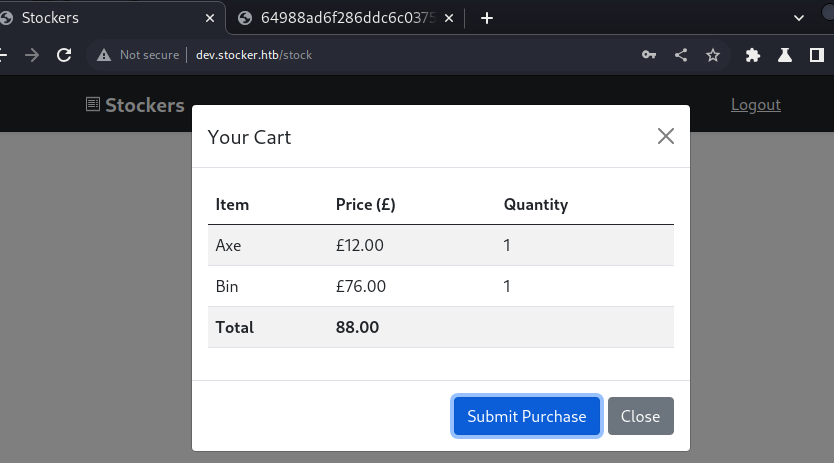 Stockers
64988ad6f286ddc6c0375
Not secure dev.stocker.htb/stock
Stockers
Logout
Your Cart
Item Price (£) Quantity
Axe £12.00 1
Bin £76.00 1
Total 88.00
Submit Purchase Close